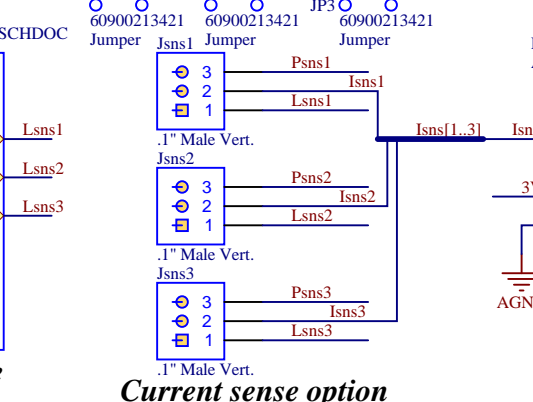 JP3
60900213421 60900213421 60900213421
Jumper Jumper Jumper
SCHDOC
Jsns1
3 Psns1
2 Isns1
1 Lsns1
.1" Male Vert.
Lsns1
Lsns2
Lsns3
Isns[1..3]
Jsns2
3 Psns2
2 Isns2
1 Lsns2
.1" Male Vert.
Jsns3
3 Psns3
2 Isns3
1 Lsns3
.1" Male Vert.
Isn
3V
AGN
Current sense option